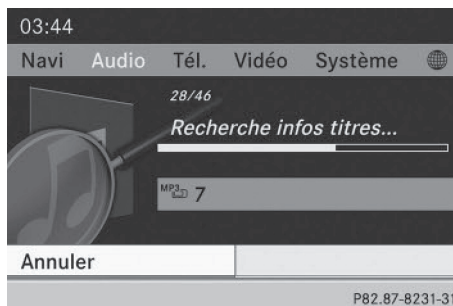 03:44
Navi Audio Tél. Vidéo Système
28/46
Recherche infos titres...
MP3 7
Annuler
P82.87-8231-31